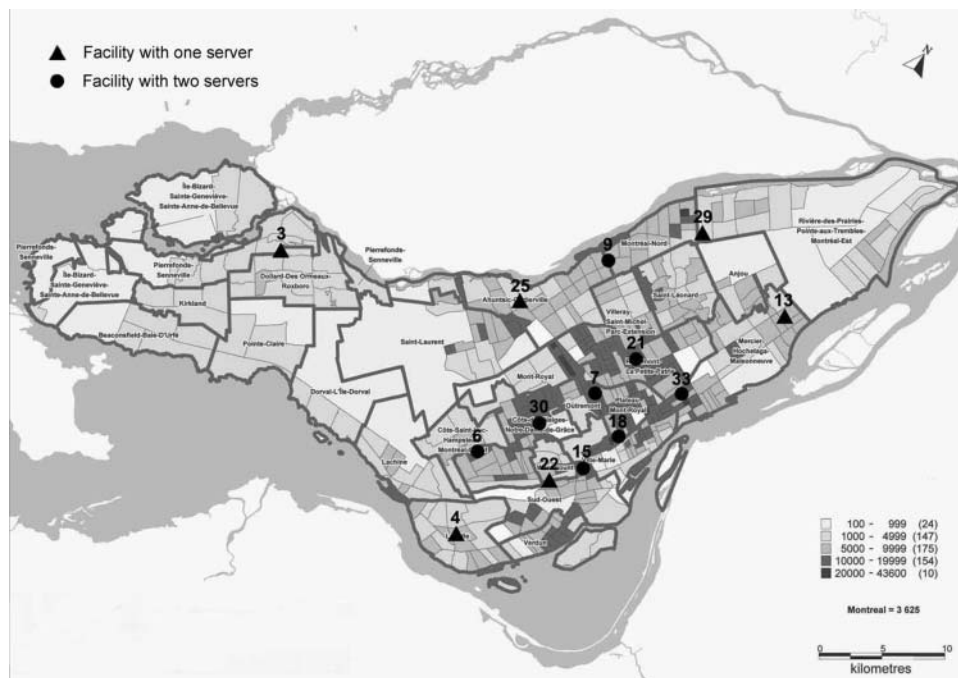 Facility with one server
Facility with two servers
N
Île-Bizard-
Sainte-Geneviève-
Sainte-Anne-de-Bellevue
3
Pierrefonds-
Senneville
Pierrefonds-
Senneville
Île-Bizard-
Sainte-Geneviève-
Sainte-Anne-de-Bellevue
Pierrefonds-
Senneville
Dollard-Des Ormeaux-
Roxboro
Kirkland
Beaconsfield-Baie-D'Urfé
Pointe-Claire
Dorval-L'Île-Dorval
Lachine
Saint-Laurent
25
9
Montréal-Nord
29
Rivière-des-Prairies-
Pointe-aux-Trembles-
Montréal-Est
Anjou
13
Saint-Léonard
Villeray
Saint-Michel
Parc-Extension
Mercier
Hochelaga-
Maisonneuve
21
La Petite-Patrie
Mont-Royal
7
Outremont
33
Plateau
Mont-Royal
30
18
Côte-Saint-Luc-
6
15
22
Sud-Ouest
4
Verdun
100 - 999 (24)
1000 - 4999 (147)
5000 - 9999 (175)
10000 - 19999 (154)
20000 - 43600 (10)
Montreal = 3 625
0 5 10
kilometres